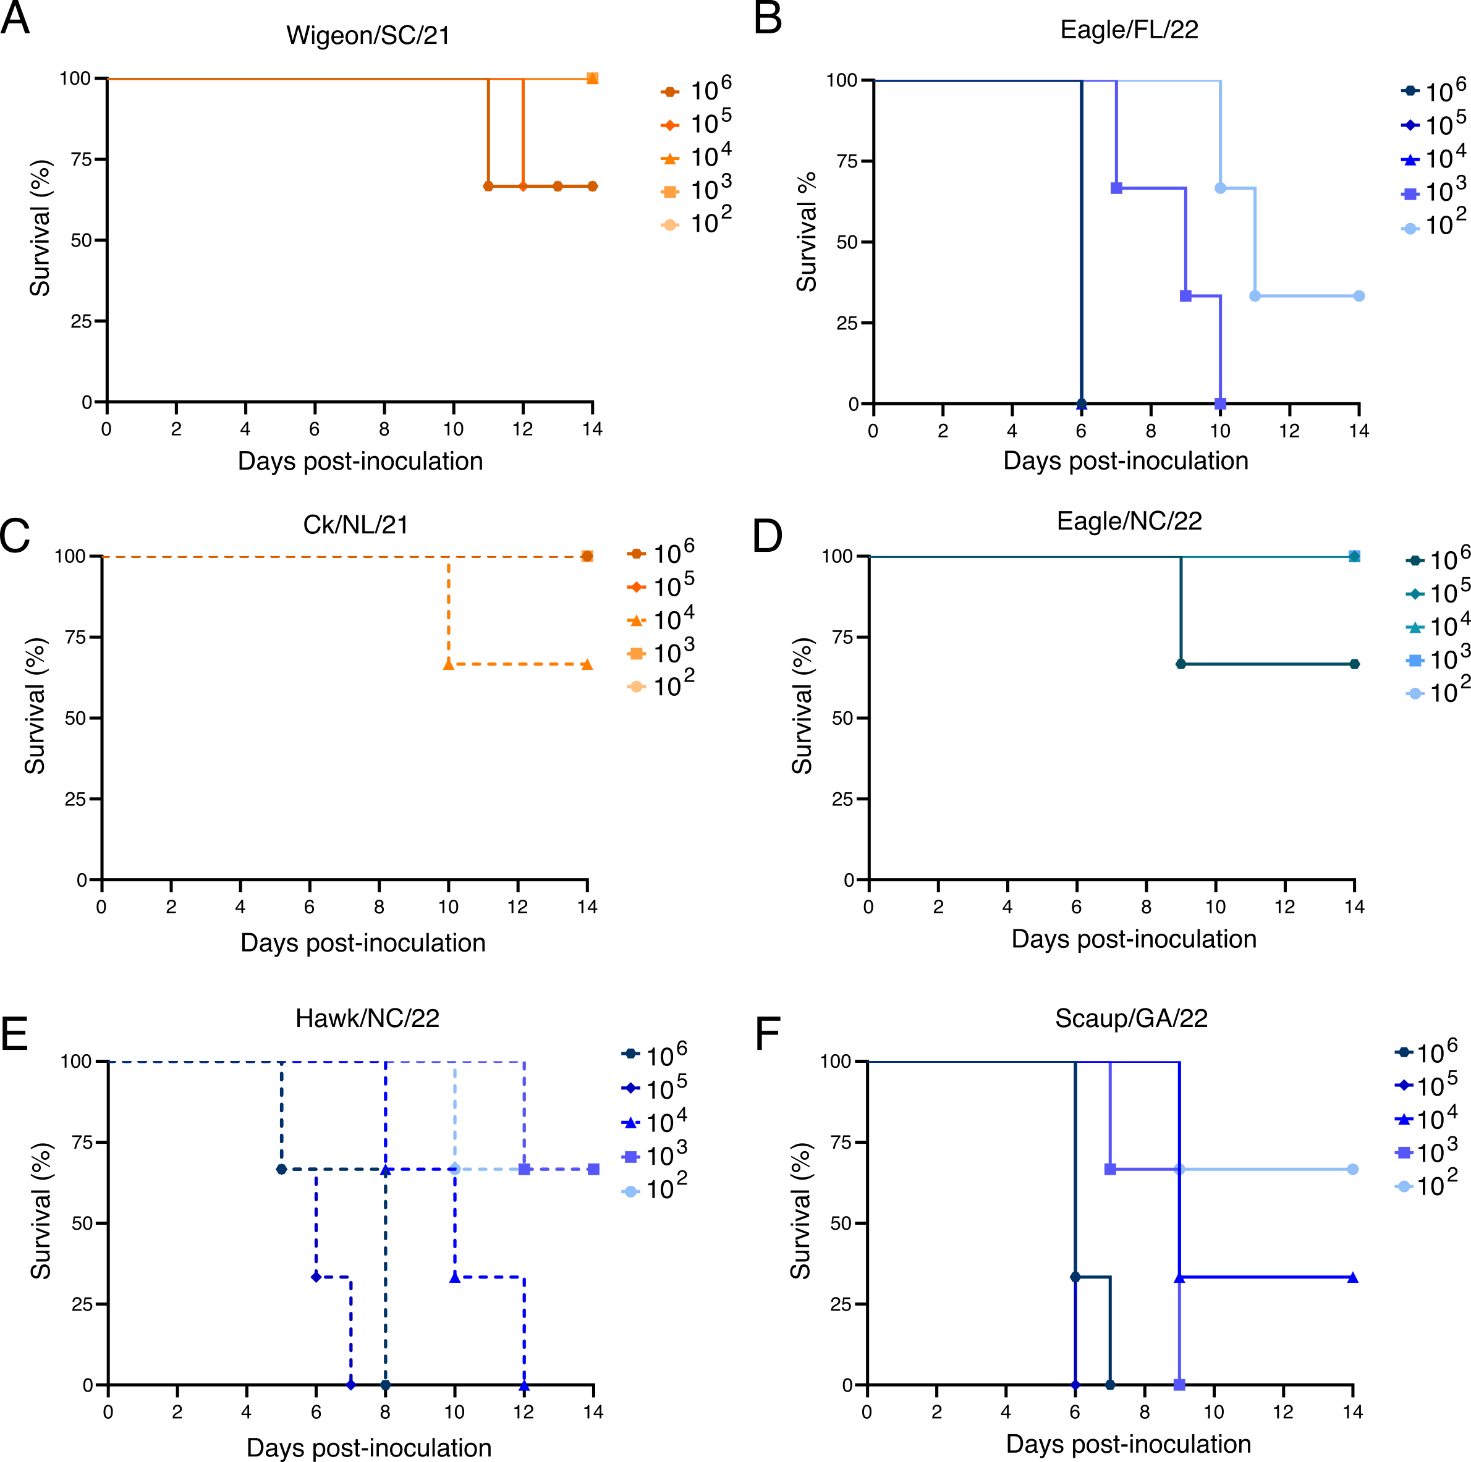 A
Wigeon/SC/21
100
75
50
25
0
Survival (%)
0 2 4 6 8 10 12 14
Days post-inoculation
10^6
10^5
10^4
10^3
10^2
B
Eagle/FL/22
100
75
50
25
0
Survival %
0 2 4 6 8 10 12 14
Days post-inoculation
10^6
10^5
10^4
10^3
10^2
C
Ck/NL/21
100
75
50
25
0
Survival (%)
0 2 4 6 8 10 12 14
Days post-inoculation
10^6
10^5
10^4
10^3
10^2
D
Eagle/NC/22
100
75
50
25
0
Survival (%)
0 2 4 6 8 10 12 14
Days post-inoculation
10^6
10^5
10^4
10^3
10^2
E
Hawk/NC/22
100
75
50
25
0
Survival (%)
0 2 4 6 8 10 12 14
Days post-inoculation
10^6
10^5
10^4
10^3
10^2
F
Scaup/GA/22
100
75
50
25
0
Survival (%)
0 2 4 6 8 10 12 14
Days post-inoculation
10^6
10^5
10^4
10^3
10^2